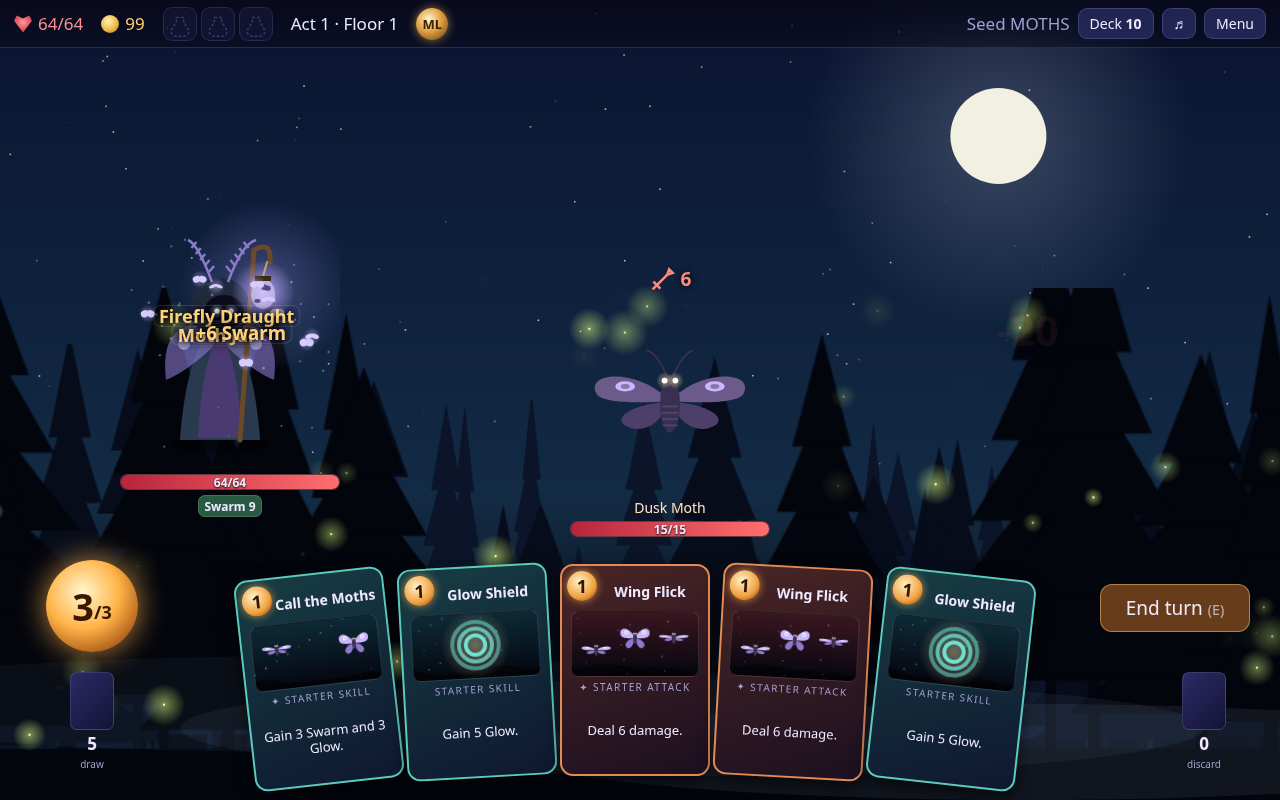 64/64
99
Act 1 · Floor 1
ML
Seed MOTHS
Deck 10
Menu
6
Firefly Draught
+6 Swarm
64/64
Swarm 9
Dusk Moth
15/15
3/3
End turn (E)
1
Call the Moths
STARTER SKILL
Gain 3 Swarm and 3
Glow.
1
Glow Shield
STARTER SKILL
Gain 5 Glow.
1
Wing Flick
STARTER ATTACK
Deal 6 damage.
1
Wing Flick
STARTER ATTACK
Deal 6 damage.
1
Glow Shield
STARTER SKILL
Gain 5 Glow.
5
draw
0
discard